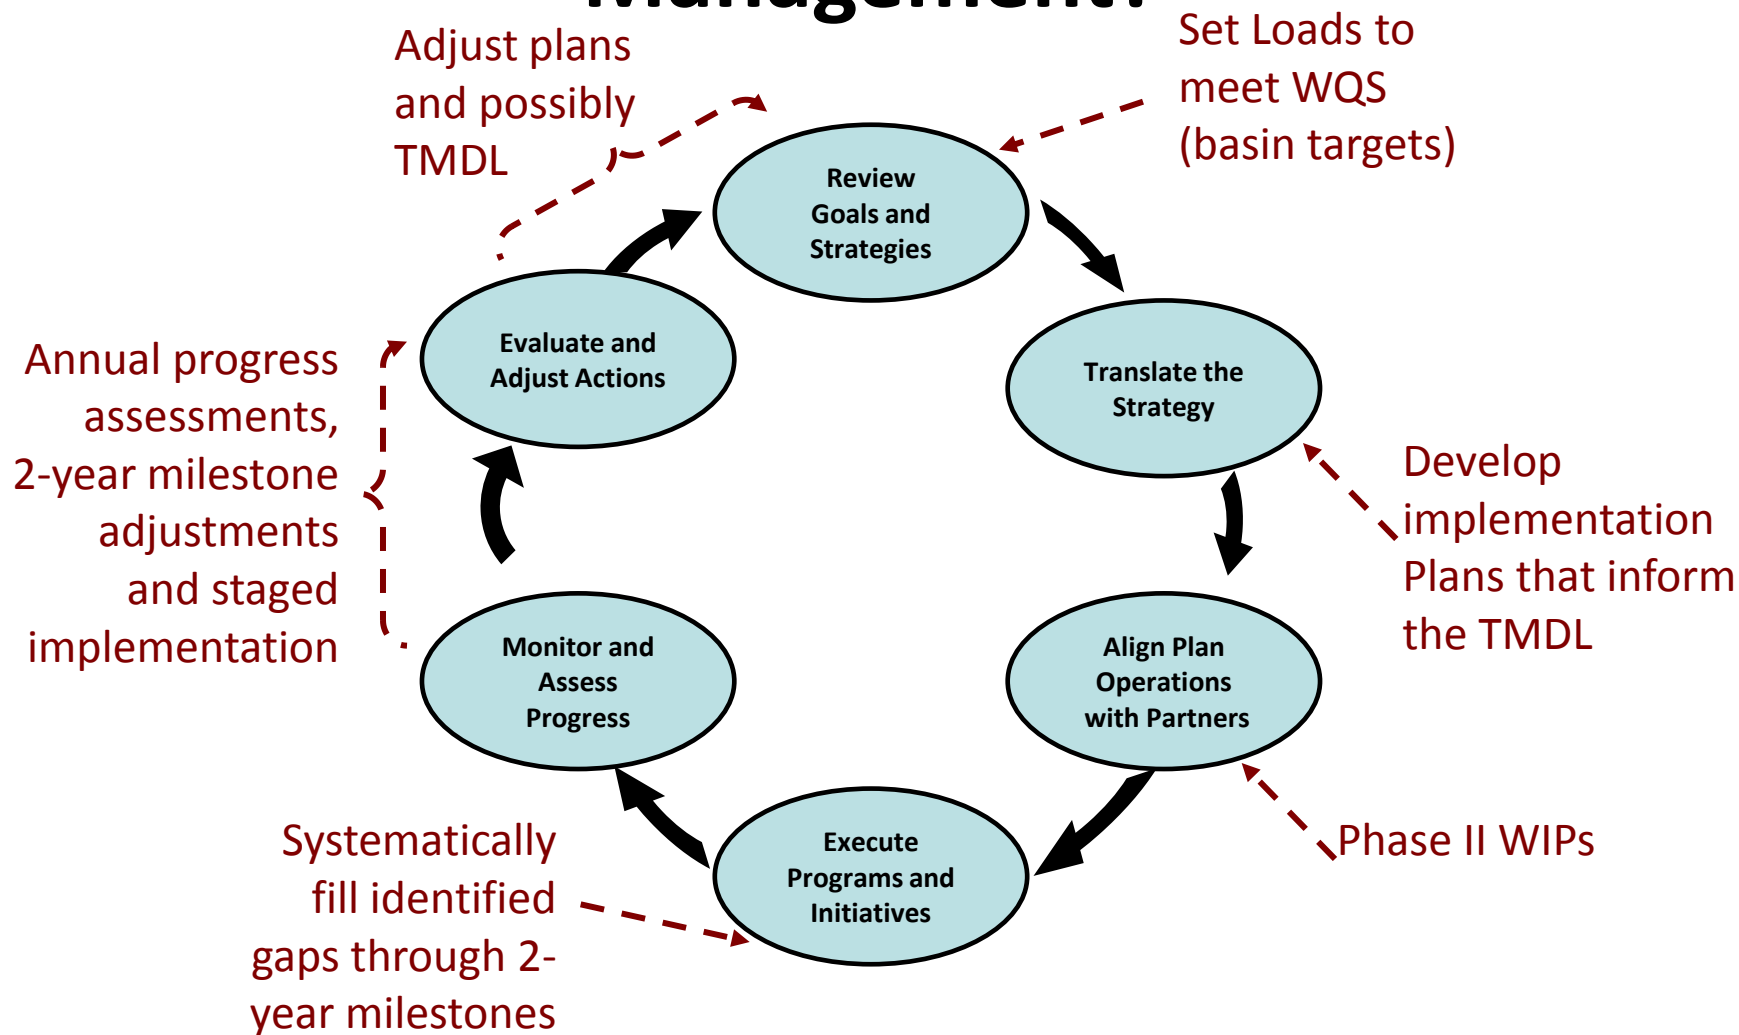 Management?
Adjust plans
and possibly
TMDL
Set Loads to
meet WQS
(basin targets)
Review
Goals and
Strategies
Evaluate and
Adjust Actions
Translate the
Strategy
Annual progress
assessments,
2-year milestone
adjustments
and staged
implementation
Develop
implementation
Plans that inform
the TMDL
Monitor and
Assess
Progress
Align Plan
Operations
with Partners
Execute
Programs and
Initiatives
Phase II WIPs
Systematically
fill identified
gaps through 2-
year milestones